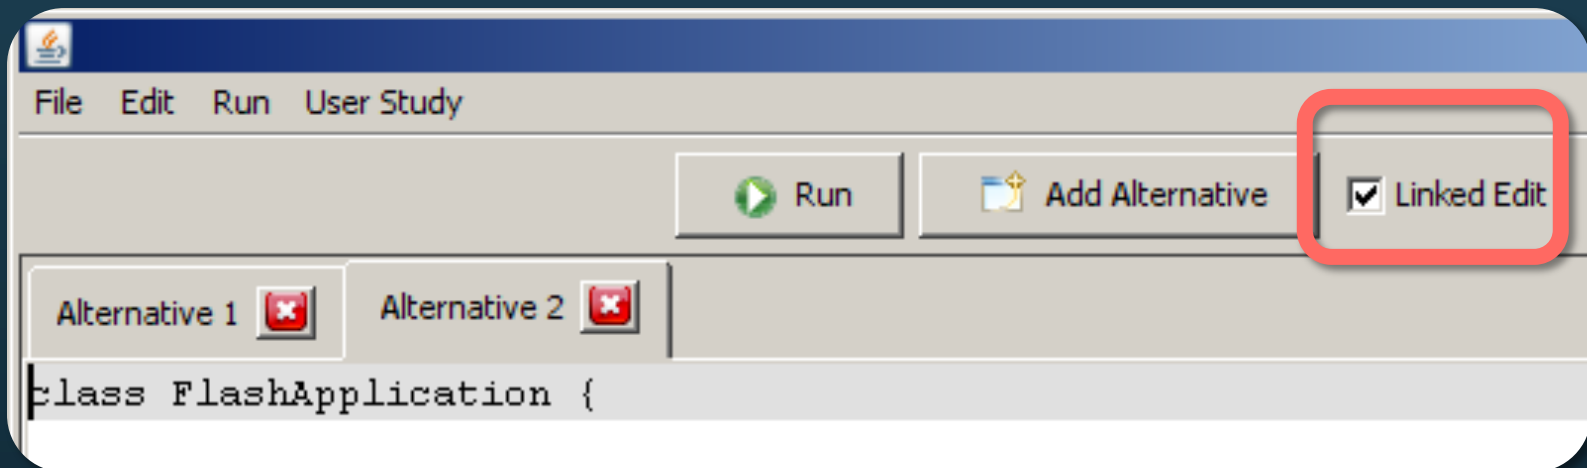 File Edit Run User Study
Run Add Alternative Linked Edit
Alternative 1 Alternative 2
class FlashApplication {